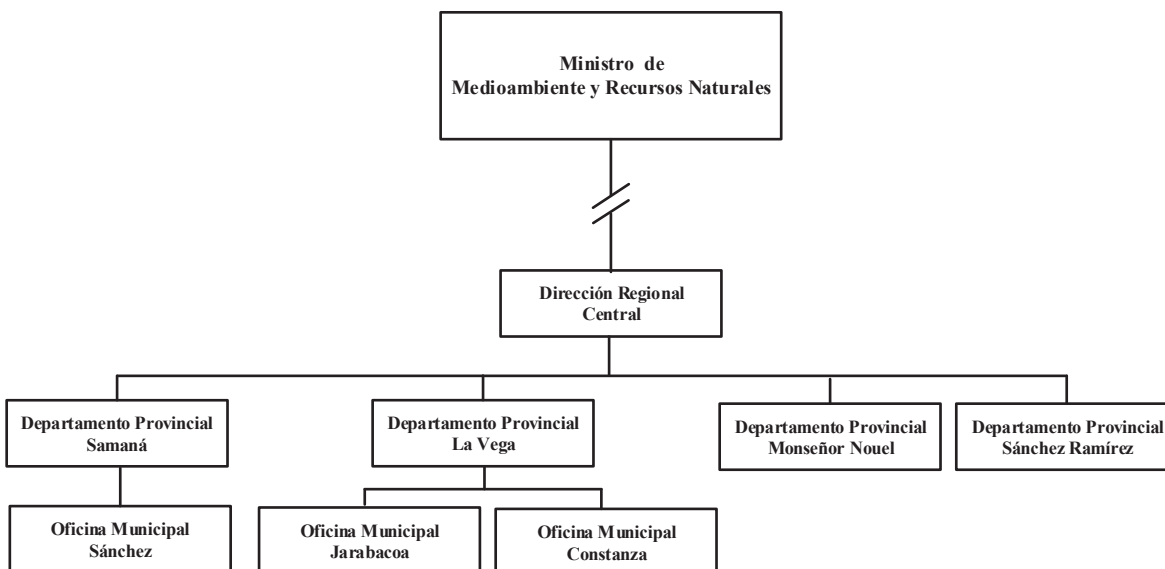 Ministro de
Medioambiente y Recursos Naturales
Dirección Regional
Central
Departamento Provincial
Samaná
Departamento Provincial
La Vega
Departamento Provincial
Monseñor Nouel
Departamento Provincial
Sánchez Ramírez
Oficina Municipal
Sánchez
Oficina Municipal
Jarabacoa
Oficina Municipal
Constanza